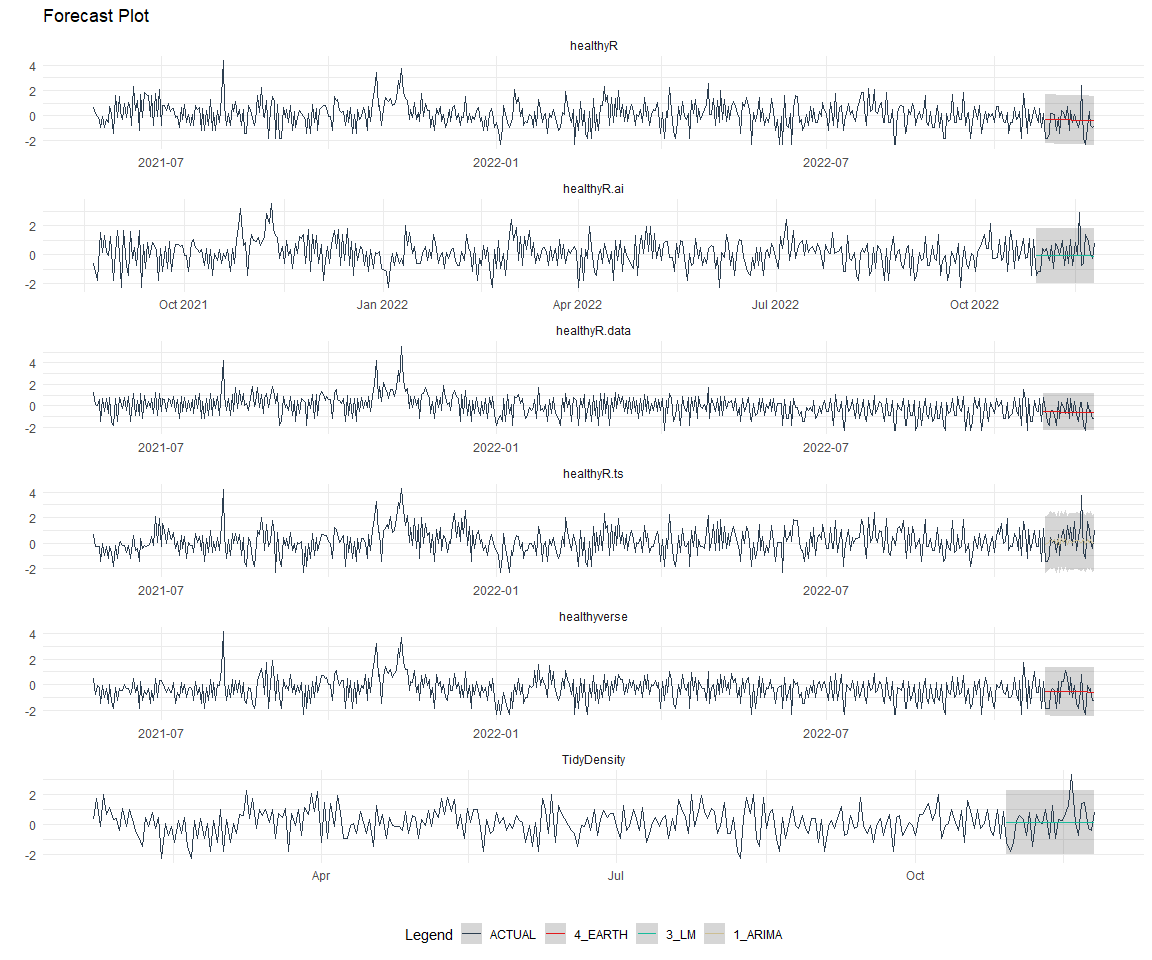 Forecast Plot
healthyR
4
2
0
-2
2021-07 2022-01 2022-07
healthyR.ai
2
0
-2
Oct 2021 Jan 2022 Apr 2022 Jul 2022 Oct 2022
healthyR.data
4
2
0
-2
2021-07 2022-01 2022-07
healthyR.ts
4
2
0
-2
2021-07 2022-01 2022-07
healthyverse
4
2
0
-2
2021-07 2022-01 2022-07
TidyDensity
2
0
-2
Apr Jul Oct
Legend ACTUAL 4_EARTH 3_LM 1_ARIMA